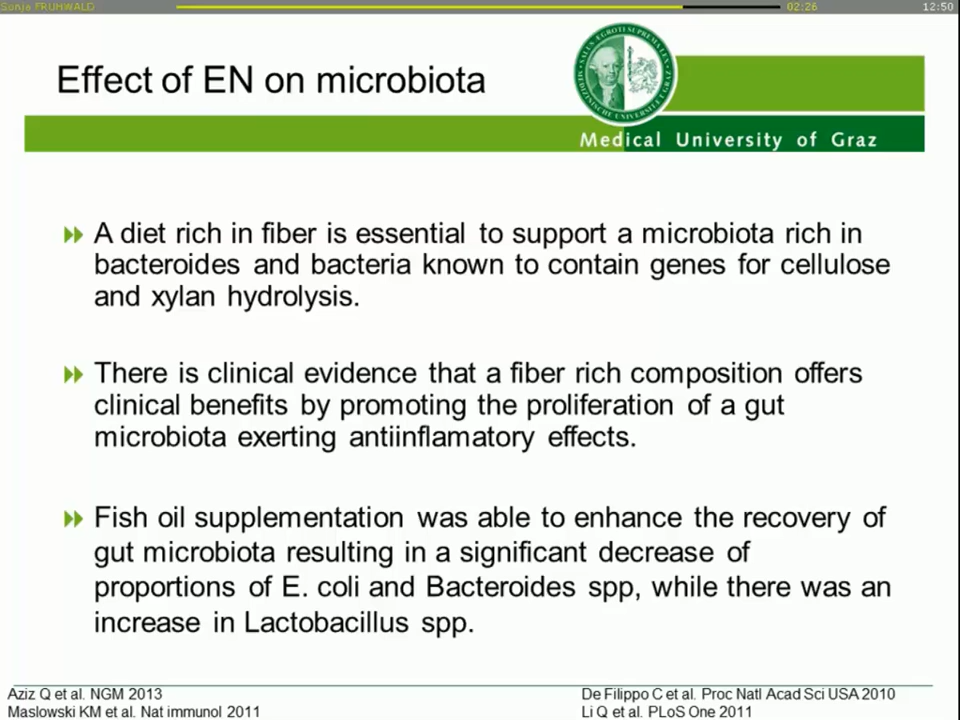 Sonja FRUHWALD
02:26
12:50
Effect of EN on microbiota
Medical University of Graz
A diet rich in fiber is essential to support a microbiota rich in
bacteroides and bacteria known to contain genes for cellulose
and xylan hydrolysis.
There is clinical evidence that a fiber rich composition offers
clinical benefits by promoting the proliferation of a gut
microbiota exerting antiinflamatory effects.
Fish oil supplementation was able to enhance the recovery of
gut microbiota resulting in a significant decrease of
proportions of E. coli and Bacteroides spp, while there was an
increase in Lactobacillus spp.
Aziz Q et al. NGM 2013
Maslowski KM et al. Nat immunol 2011
De Filippo C et al. Proc Natl Acad Sci USA 2010
Li Q et al. PLoS One 2011